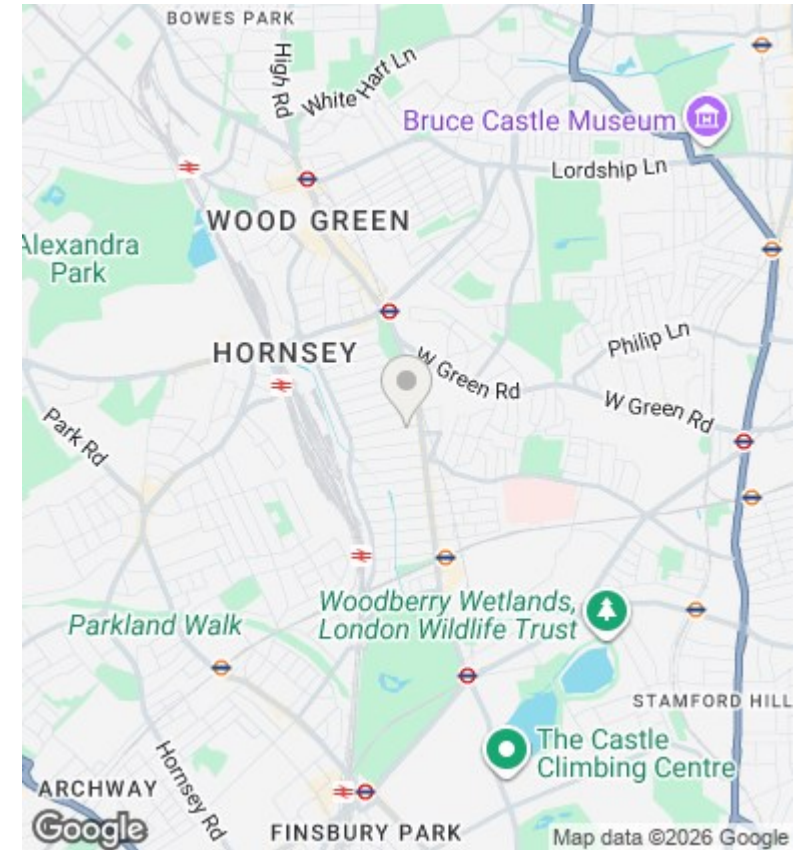 BOWES PARK
High Rd
White Hart Ln
Bruce Castle Museum
Lordship Ln
WOOD GREEN
Alexandra
Park
Philip Ln
HORNSEY
W Green Rd
W Green Rd
Park Rd
Woodberry Wetlands,
London Wildlife Trust
Parkland Walk
STAMFORD HILL
The Castle
Climbing Centre
ARCHWAY
Hornsey Rd
FINSBURY PARK
Google
Map data ©2026 Google